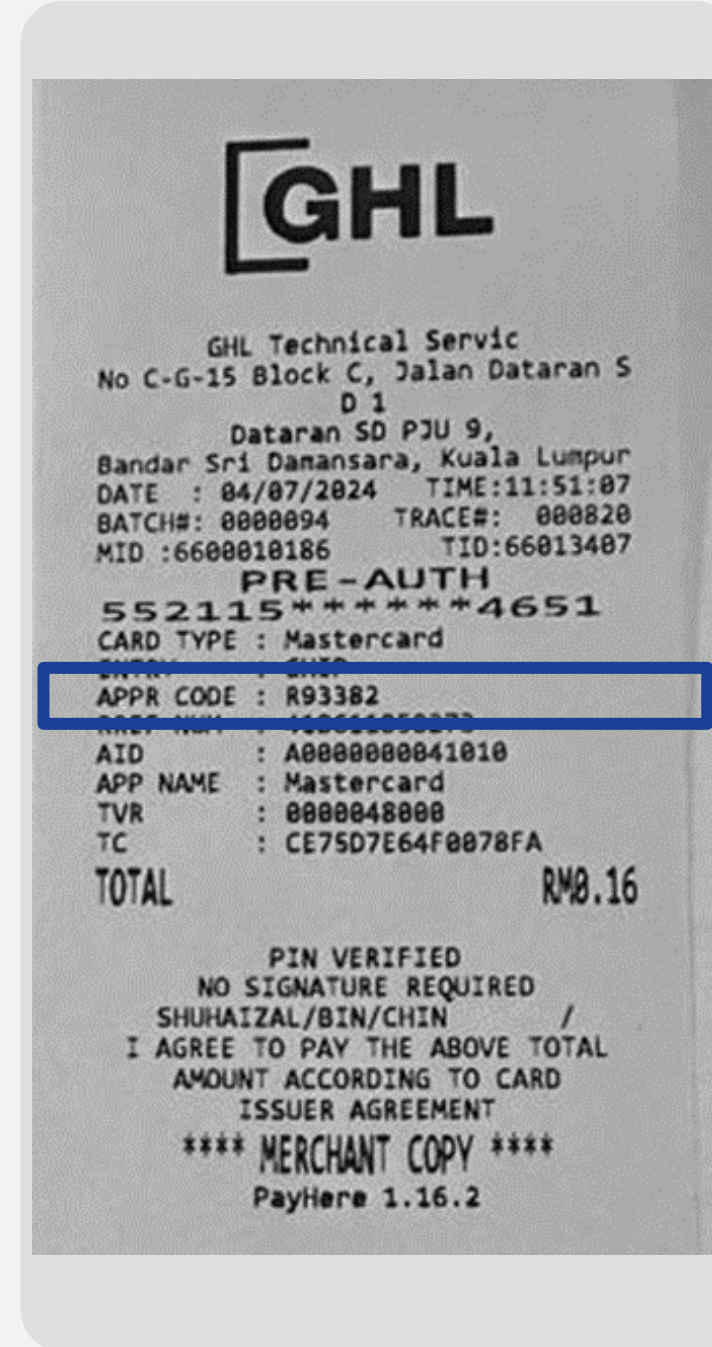 GHL
GHL Technical Servic
No C-G-15 Block C, Jalan Dataran S
D 1
Dataran SD PJU 9,
Bandar Sri Damansara, Kuala Lumpur
DATE : 04/07/2024 TIME:11:51:07
BATCH#: 0000094 TRACE#: 000820
MID :6600010186 TID:66013407
PRE-AUTH
552115******4651
CARD TYPE : Mastercard
ENTRY : CHIP
APPR CODE : R93382
RREF NUM :
AID : A0000000041010
APP NAME : Mastercard
TVR : 0000048000
TC : CE75D7E64F0078FA
TOTAL RM0.16
PIN VERIFIED
NO SIGNATURE REQUIRED
SHUHAIZAL/BIN/CHIN /
I AGREE TO PAY THE ABOVE TOTAL
AMOUNT ACCORDING TO CARD
ISSUER AGREEMENT
**** MERCHANT COPY ****
PayHere 1.16.2